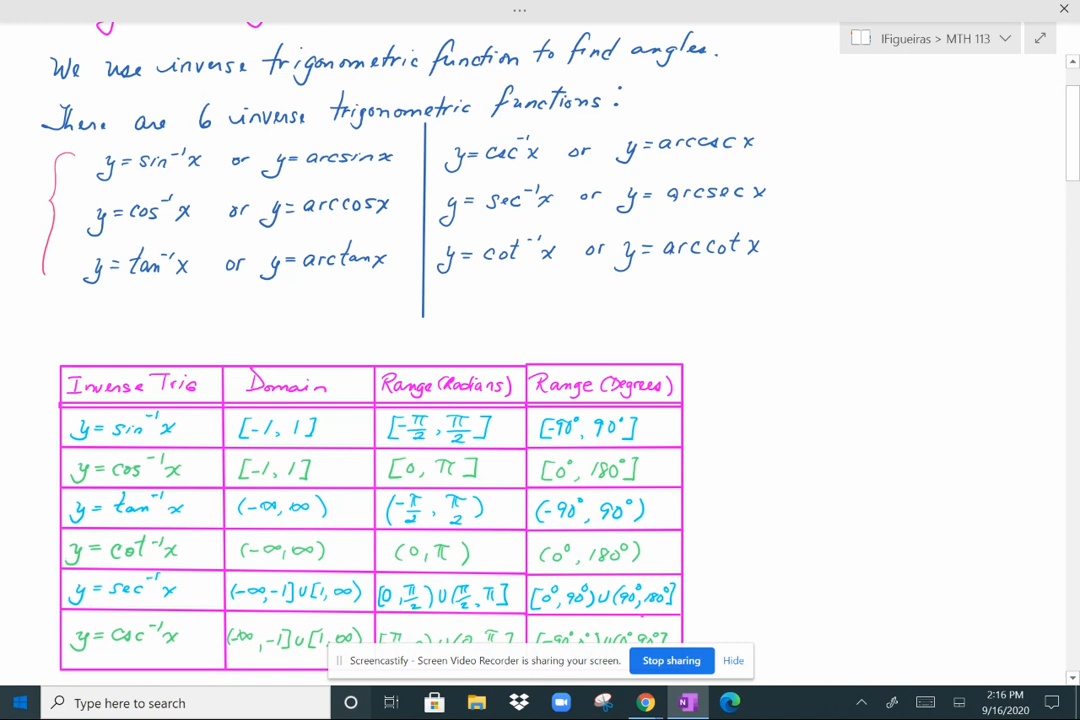 IFigueiras > MTH 113
We use inverse trigonometric function to find angles.
There are 6 inverse trigonometric functions:
y = sin⁻¹x or y = arcsin x
y = cos⁻¹x or y = arccos x
y = tan⁻¹x or y = arctan x
y = csc⁻¹x or y = arccsc x
y = sec⁻¹x or y = arcsec x
y = cot⁻¹x or y = arccot x
Inverse Trig Domain Range (Radians) Range (Degrees)
y = sin⁻¹x [-1, 1] [-π/2, π/2] [-90°, 90°]
y = cos⁻¹x [-1, 1] [0, π] [0°, 180°]
y = tan⁻¹x (-∞, ∞) (-π/2, π/2) (-90°, 90°)
y = cot⁻¹x (-∞, ∞) (0, π) (0°, 180°)
y = sec⁻¹x (-∞, -1] U [1, ∞) [0, π/2) U (π/2, π] [0°, 90°) U (90°, 180°]
y = csc⁻¹x (-∞, -1] U [1, ∞)
Screencastify - Screen Video Recorder is sharing your screen. Stop sharing Hide
Type here to search
2:16 PM
9/16/2020